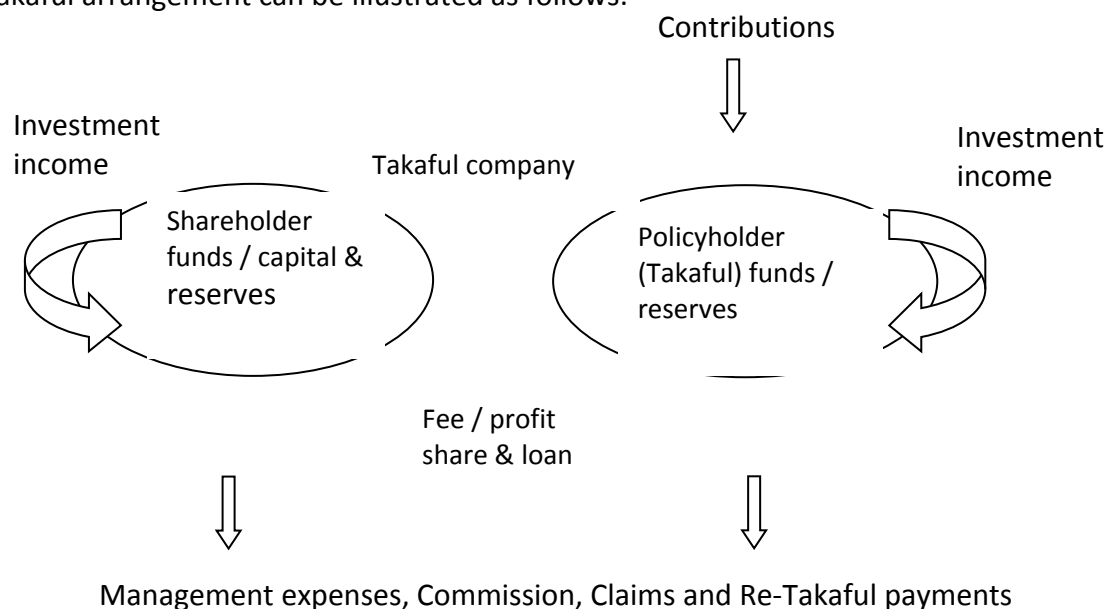 akaful arrangement can be illustrated as follows:
Contributions
Investment
income
Takaful company
Investment
income
Shareholder
funds / capital &
reserves
Policyholder
(Takaful) funds /
reserves
Fee / profit
share & loan
Management expenses, Commission, Claims and Re-Takaful payments